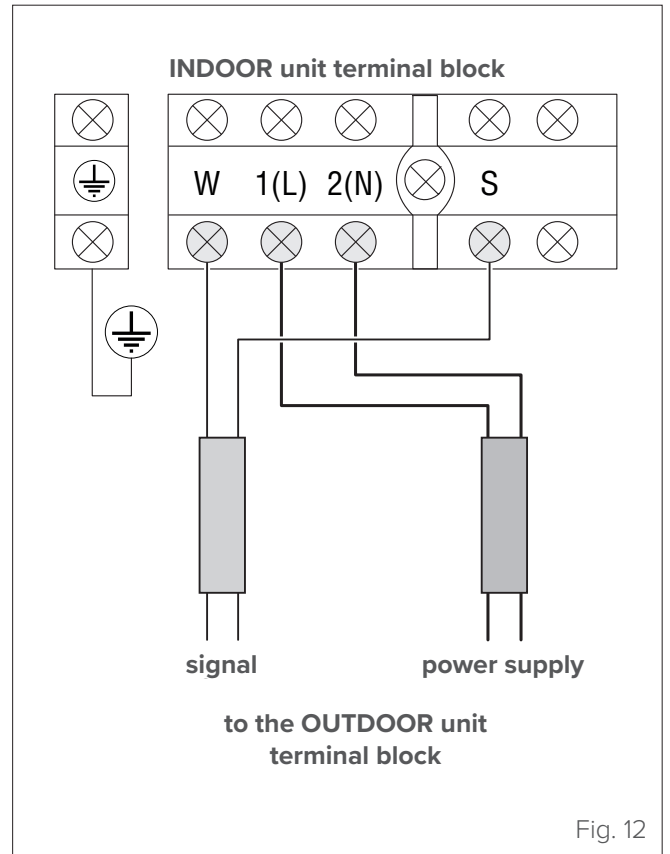 INDOOR unit terminal block
W 1(L) 2(N) S
signal power supply
to the OUTDOOR unit
terminal block
Fig. 12